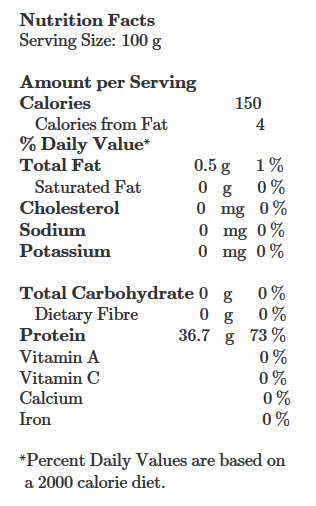 Nutrition Facts
Serving Size: 100 g
Amount per Serving
Calories 150
Calories from Fat 4
% Daily Value*
Total Fat 0.5 g 1 %
Saturated Fat 0 g 0 %
Cholesterol 0 mg 0 %
Sodium 0 mg 0 %
Potassium 0 mg 0 %
Total Carbohydrate 0 g 0 %
Dietary Fibre 0 g 0 %
Protein 36.7 g 73 %
Vitamin A 0 %
Vitamin C 0 %
Calcium 0 %
Iron 0 %
*Percent Daily Values are based on
a 2000 calorie diet.